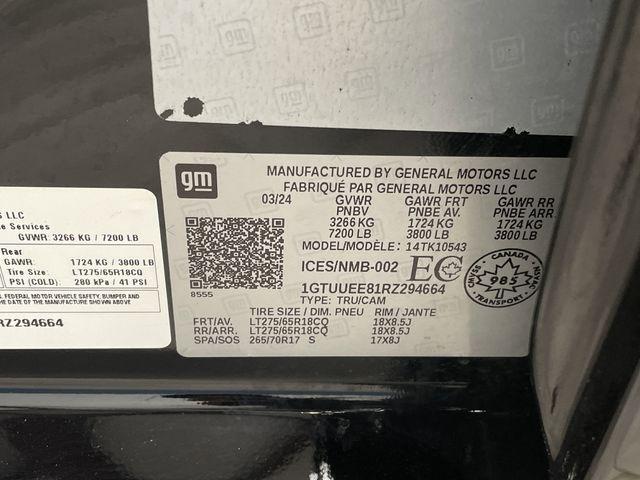 gm
MANUFACTURED BY GENERAL MOTORS LLC
FABRIQUÉ PAR GENERAL MOTORS LLC
03/24 GVWR GAWR FRT GAWR RR
PNBV PNBE AV. PNBE ARR
3266 KG 1724 KG 1724 KG
7200 LB 3800 LB 3800 LB
MODEL/MODÈLE: 14TK10543
ICES/NMB-002 EC
1GTUUEE81RZ294664
TYPE: TRU/CAM
8555
TIRE SIZE / DIM. PNEU RIM / JANTE
FRT/AV. LT275/65R18CQ 18X8.5J
RR/ARR. LT275/65R18CQ 18X8.5J
SPA/SOS 265/70R17 S 17X8J
CANADA
985
TRANSPORT
LLC
Services
GVWR: 3266 KG / 7200 LB
Rear
GAWR: 1724 KG / 3800 LB
Tire Size: LT275/65R18CQ
PSI (COLD): 280 kPa / 41 PSI
FEDERAL MOTOR VEHICLE SAFETY, BUMPER AND
THE DATE OF MANUFACTURE SHOWN ABOVE
RZ294664